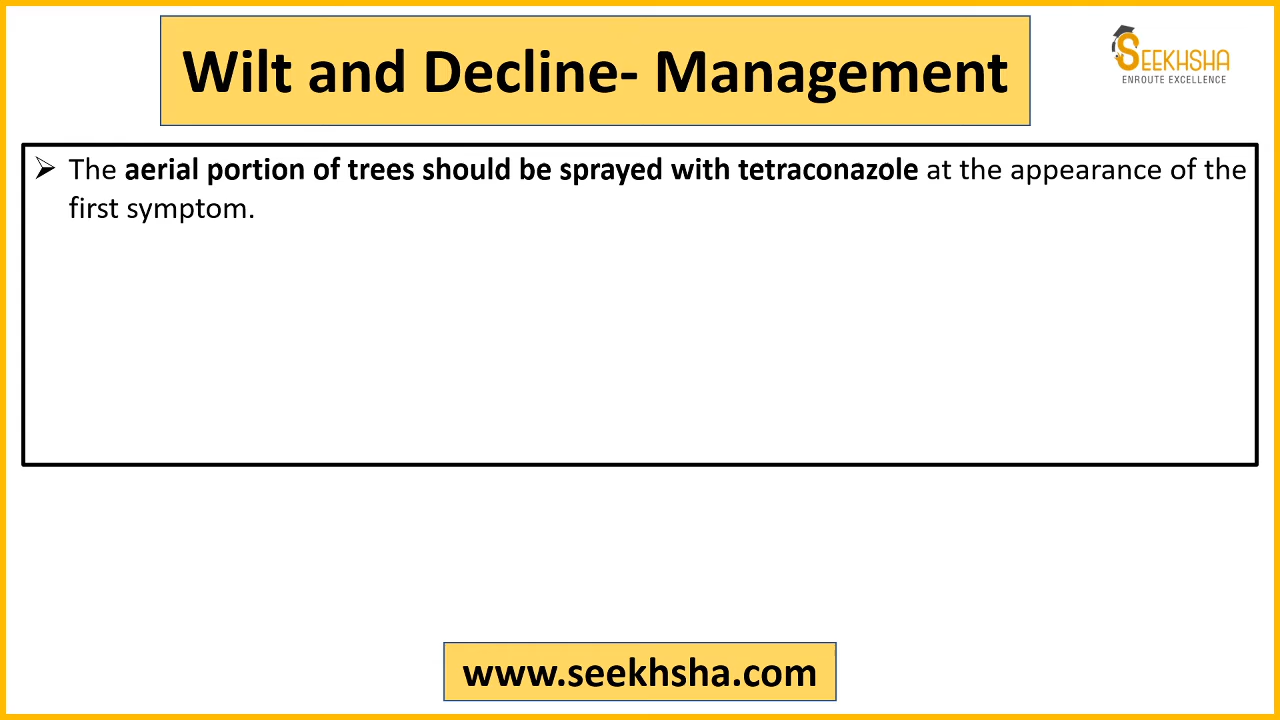 Wilt and Decline- Management
SEEKHSHA
ENROUTE EXCELLENCE
➢ The aerial portion of trees should be sprayed with tetraconazole at the appearance of the
first symptom.
www.seekhsha.com